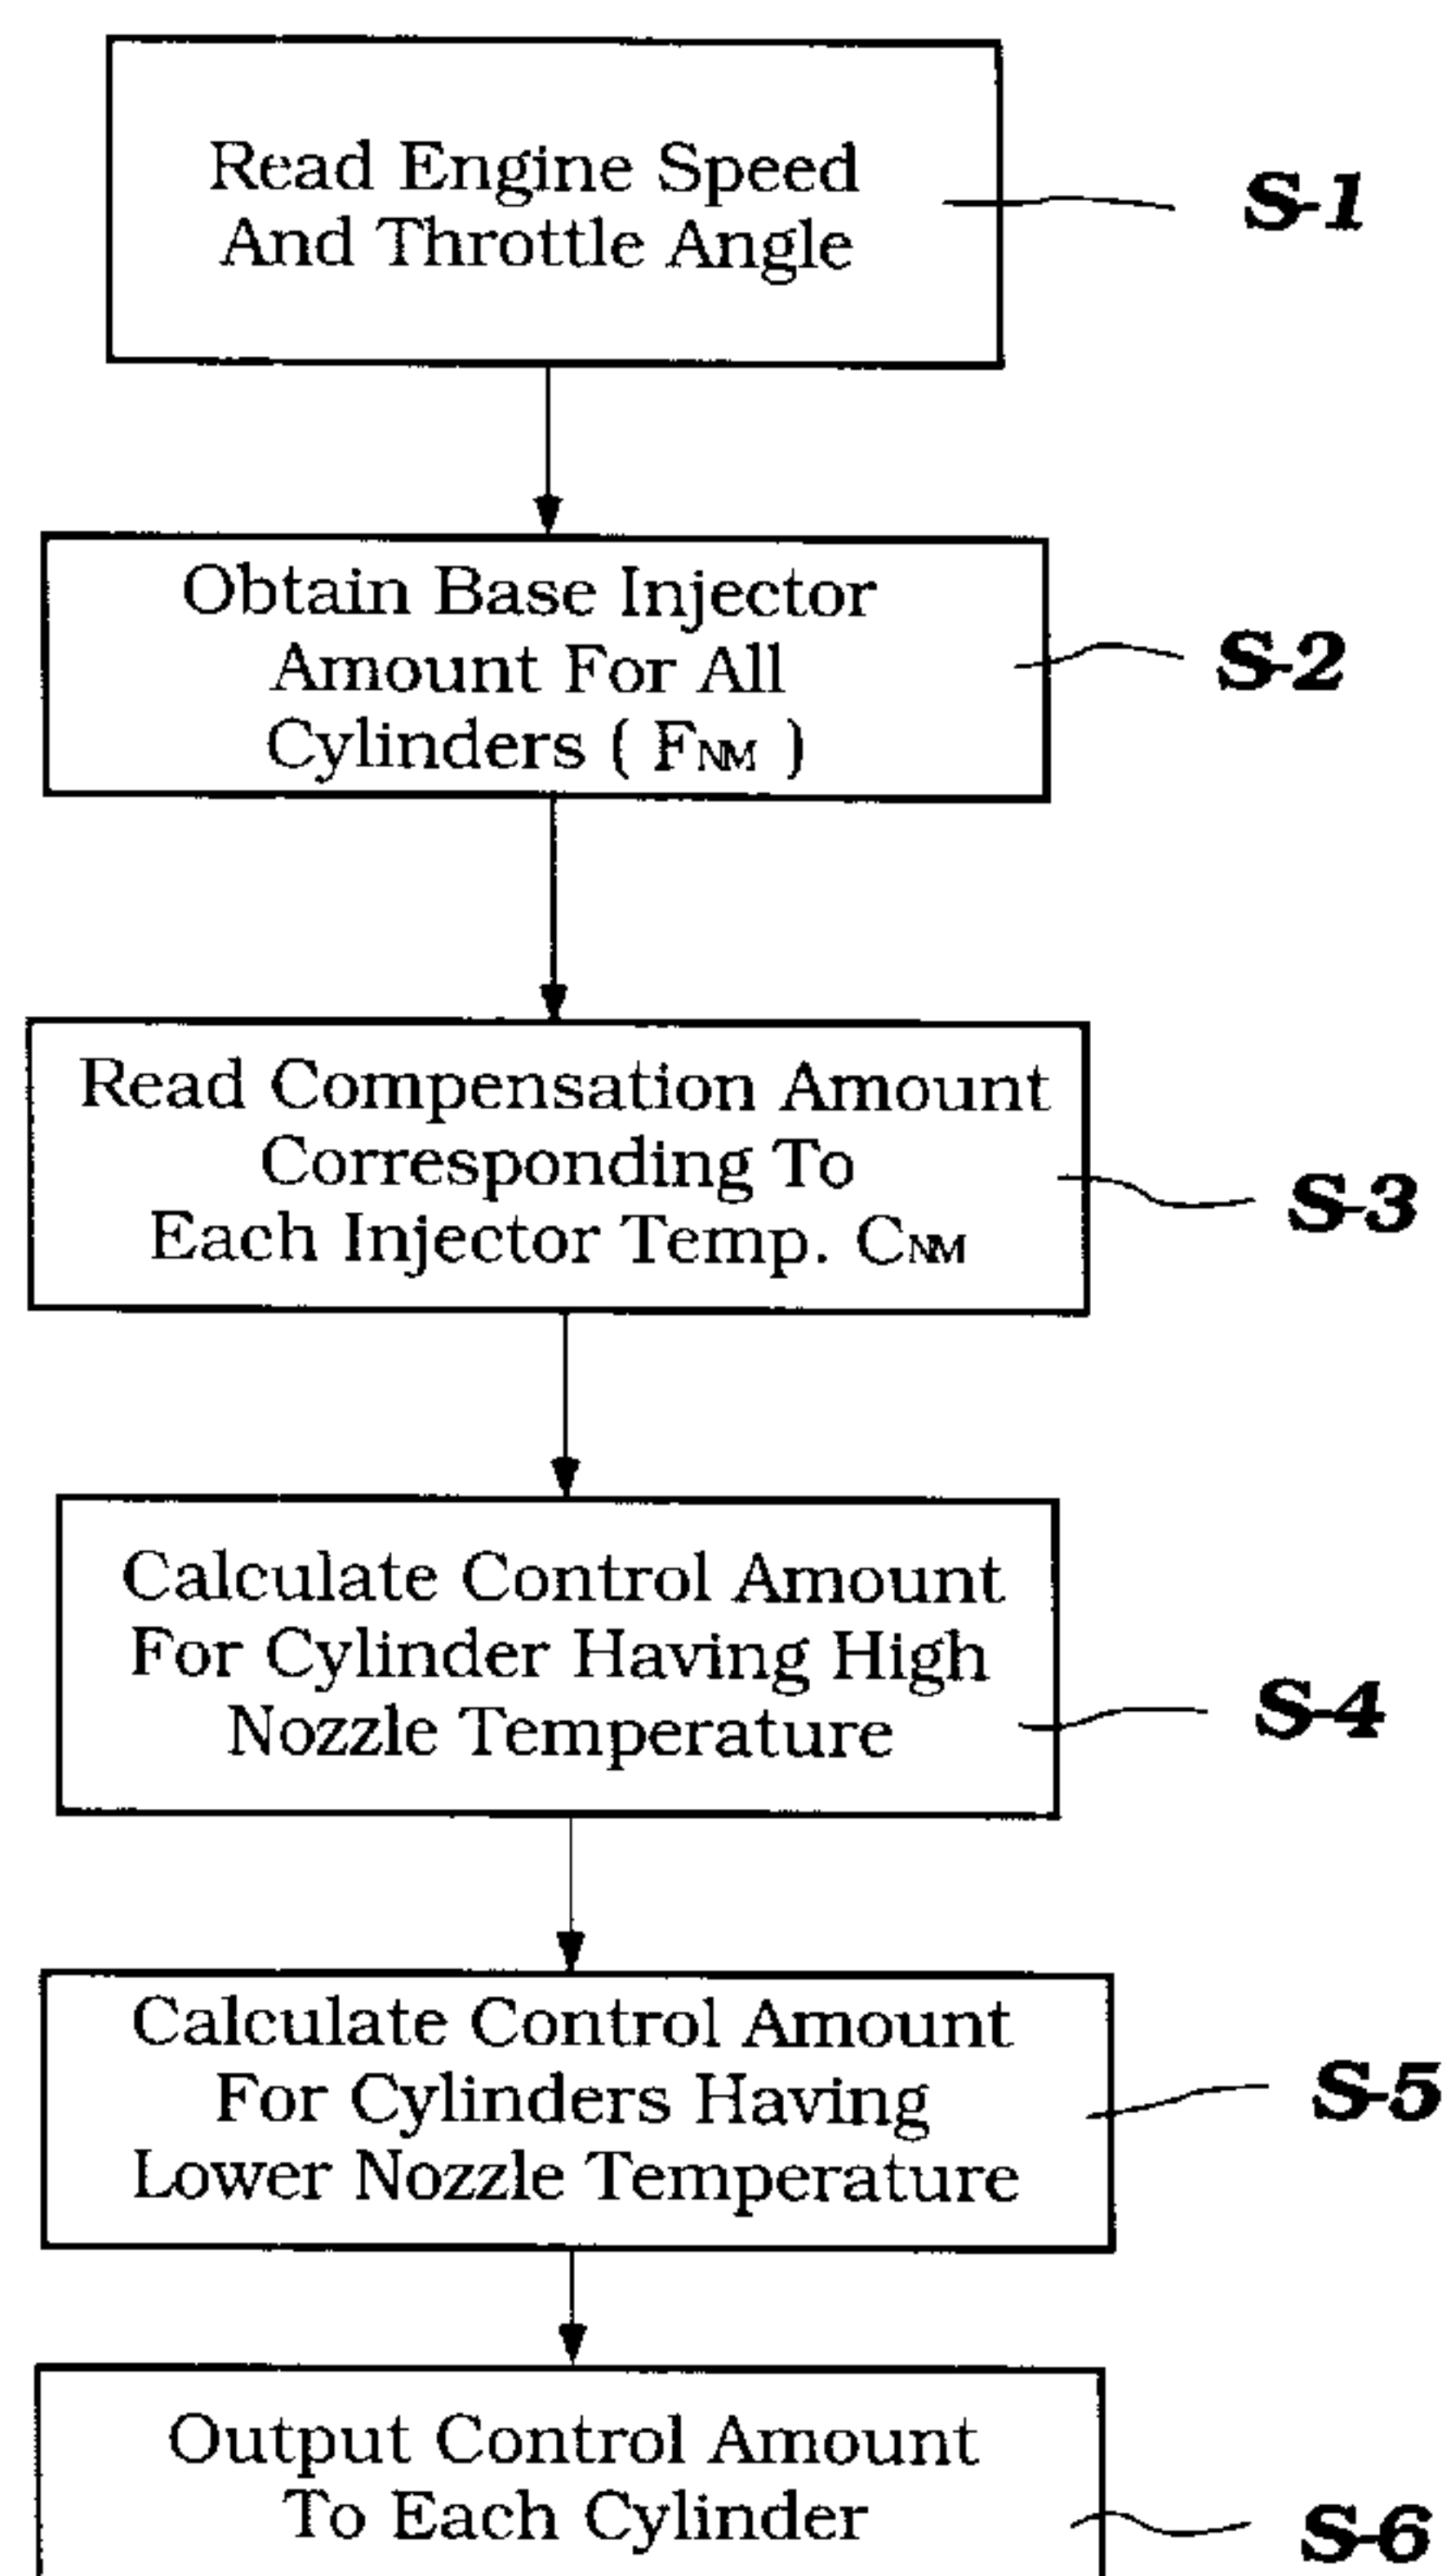 Read Engine Speed
And Throttle Angle
S-1
Obtain Base Injector
Amount For All
Cylinders ( FNM )
S-2
Read Compensation Amount
Corresponding To
Each Injector Temp. CNM
S-3
Calculate Control Amount
For Cylinder Having High
Nozzle Temperature
S-4
Calculate Control Amount
For Cylinders Having
Lower Nozzle Temperature
S-5
Output Control Amount
To Each Cylinder
S-6